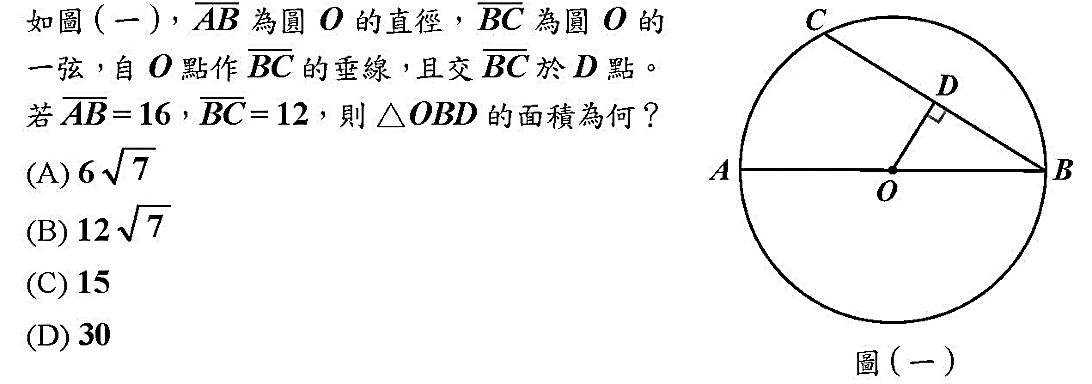 如圖(一)，AB 為圓 O 的直徑，BC 為圓 O 的
一弦，自 O 點作 BC 的垂線，且交 BC 於 D 點。
若 AB = 16，BC = 12，則 △OBD 的面積為何？
(A) 6√7
(B) 12√7
(C) 15
(D) 30
C
D
A
O
B
圖(一)